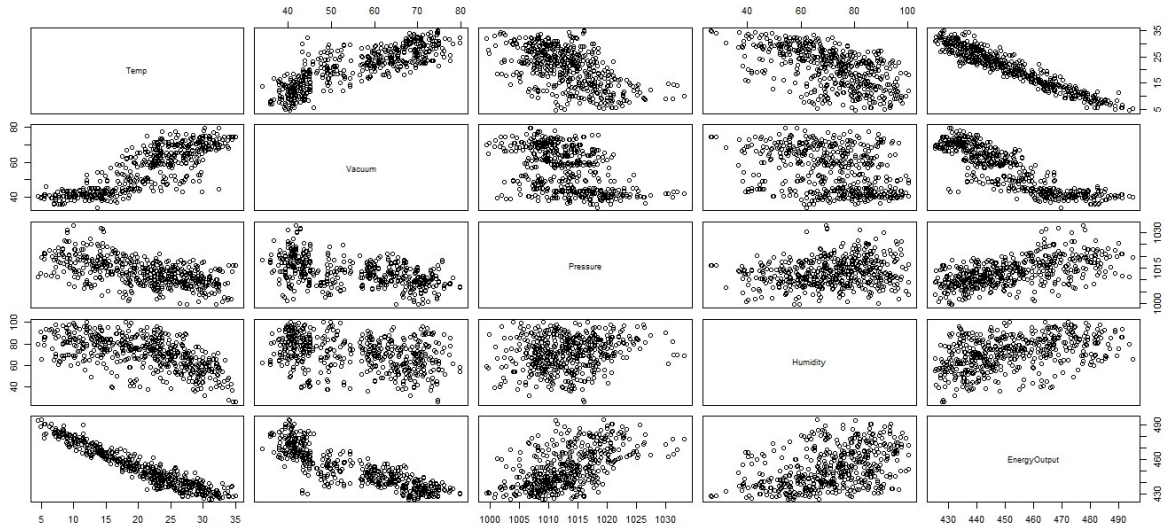 40 50 60 70 80 40 60 80 100
Temp
5 15 25 35
40 60 80
Vacuum
Pressure
1000 1015 1030
40 60 80 100
Humidity
EnergyOutput
430 460 490
5 10 15 20 25 30 35 1000 1005 1010 1015 1020 1025 1030 430 440 450 460 470 480 490